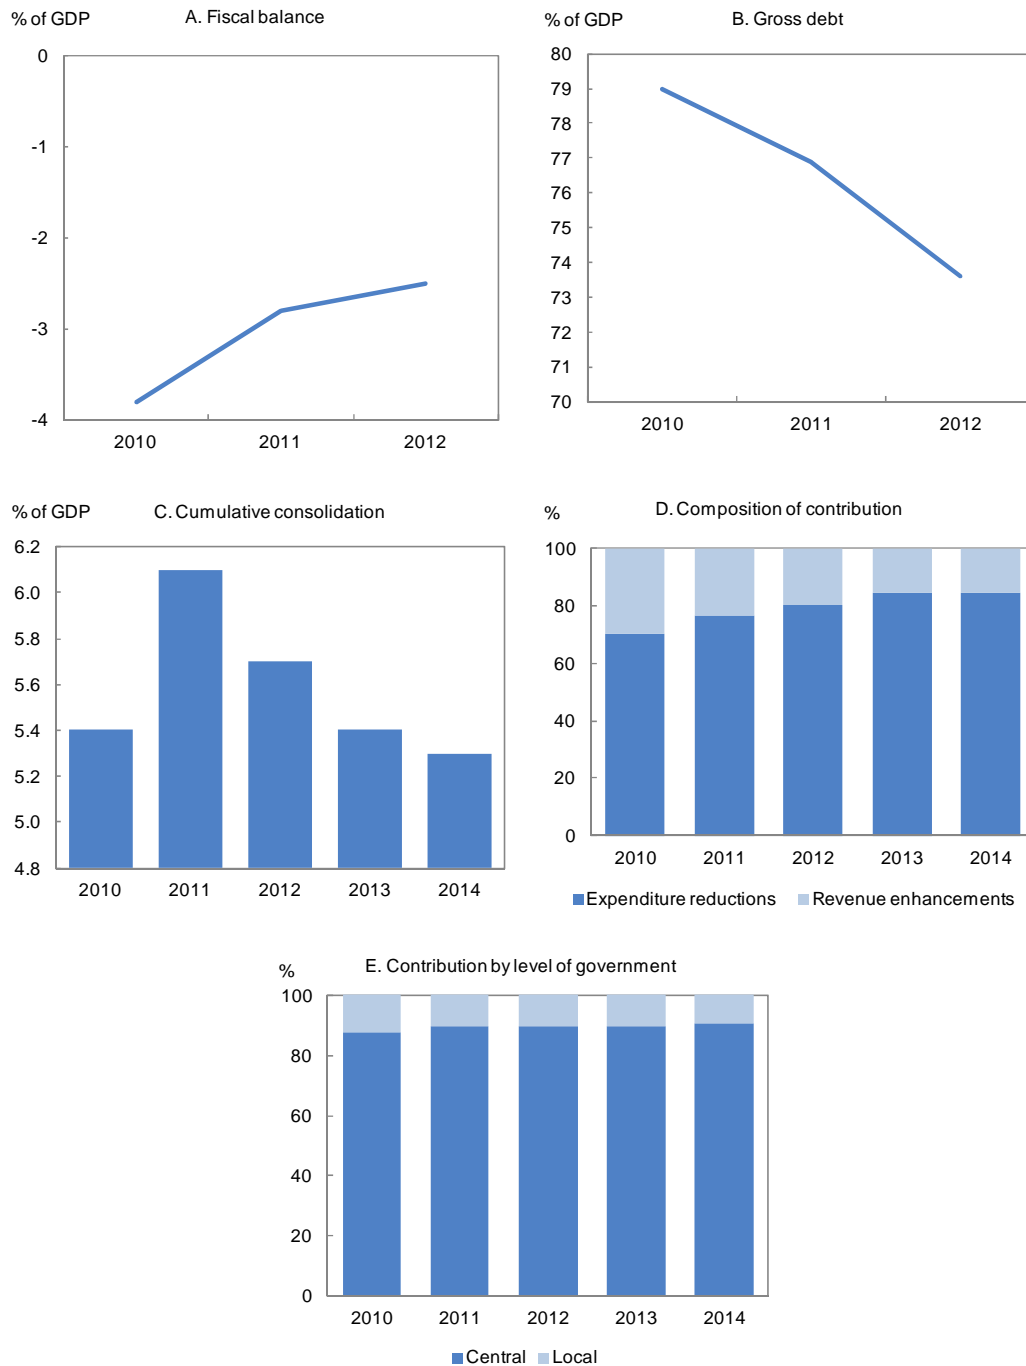 % of GDP
A. Fiscal balance
0
-1
-2
-3
-4
2010 2011 2012
% of GDP
B. Gross debt
80
79
78
77
76
75
74
73
72
71
70
2010 2011 2012
% of GDP
C. Cumulative consolidation
6.2
6.0
5.8
5.6
5.4
5.2
5.0
4.8
2010 2011 2012 2013 2014
%
D. Composition of contribution
100
80
60
40
20
0
2010 2011 2012 2013 2014
Expenditure reductions Revenue enhancements
%
E. Contribution by level of government
100
80
60
40
20
0
2010 2011 2012 2013 2014
Central Local